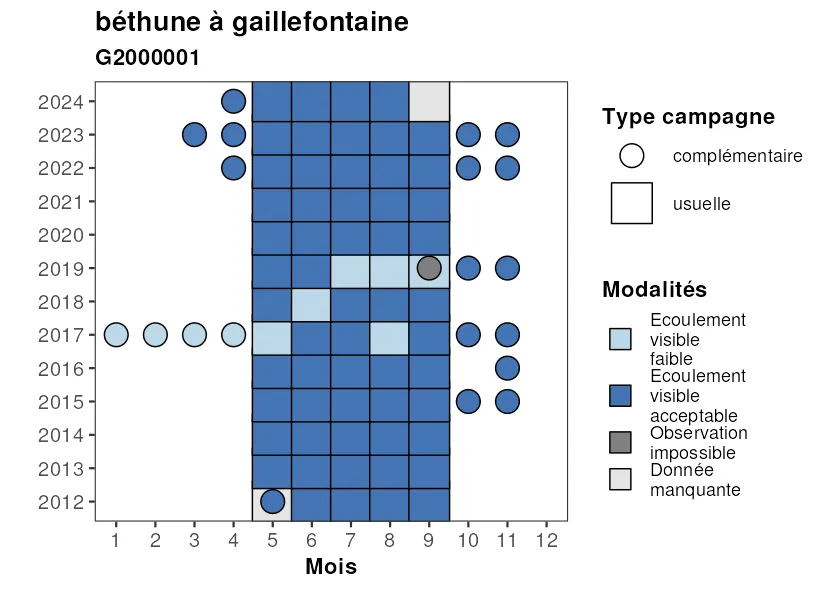 béthune à gaillefontaine
G2000001
2024
2023
2022
2021
2020
2019
2018
2017
2016
2015
2014
2013
2012
1 2 3 4 5 6 7 8 9 10 11 12
Mois
Type campagne
complémentaire
usuelle
Modalités
Ecoulement
visible
faible
Ecoulement
visible
acceptable
Observation
impossible
Donnée
manquante